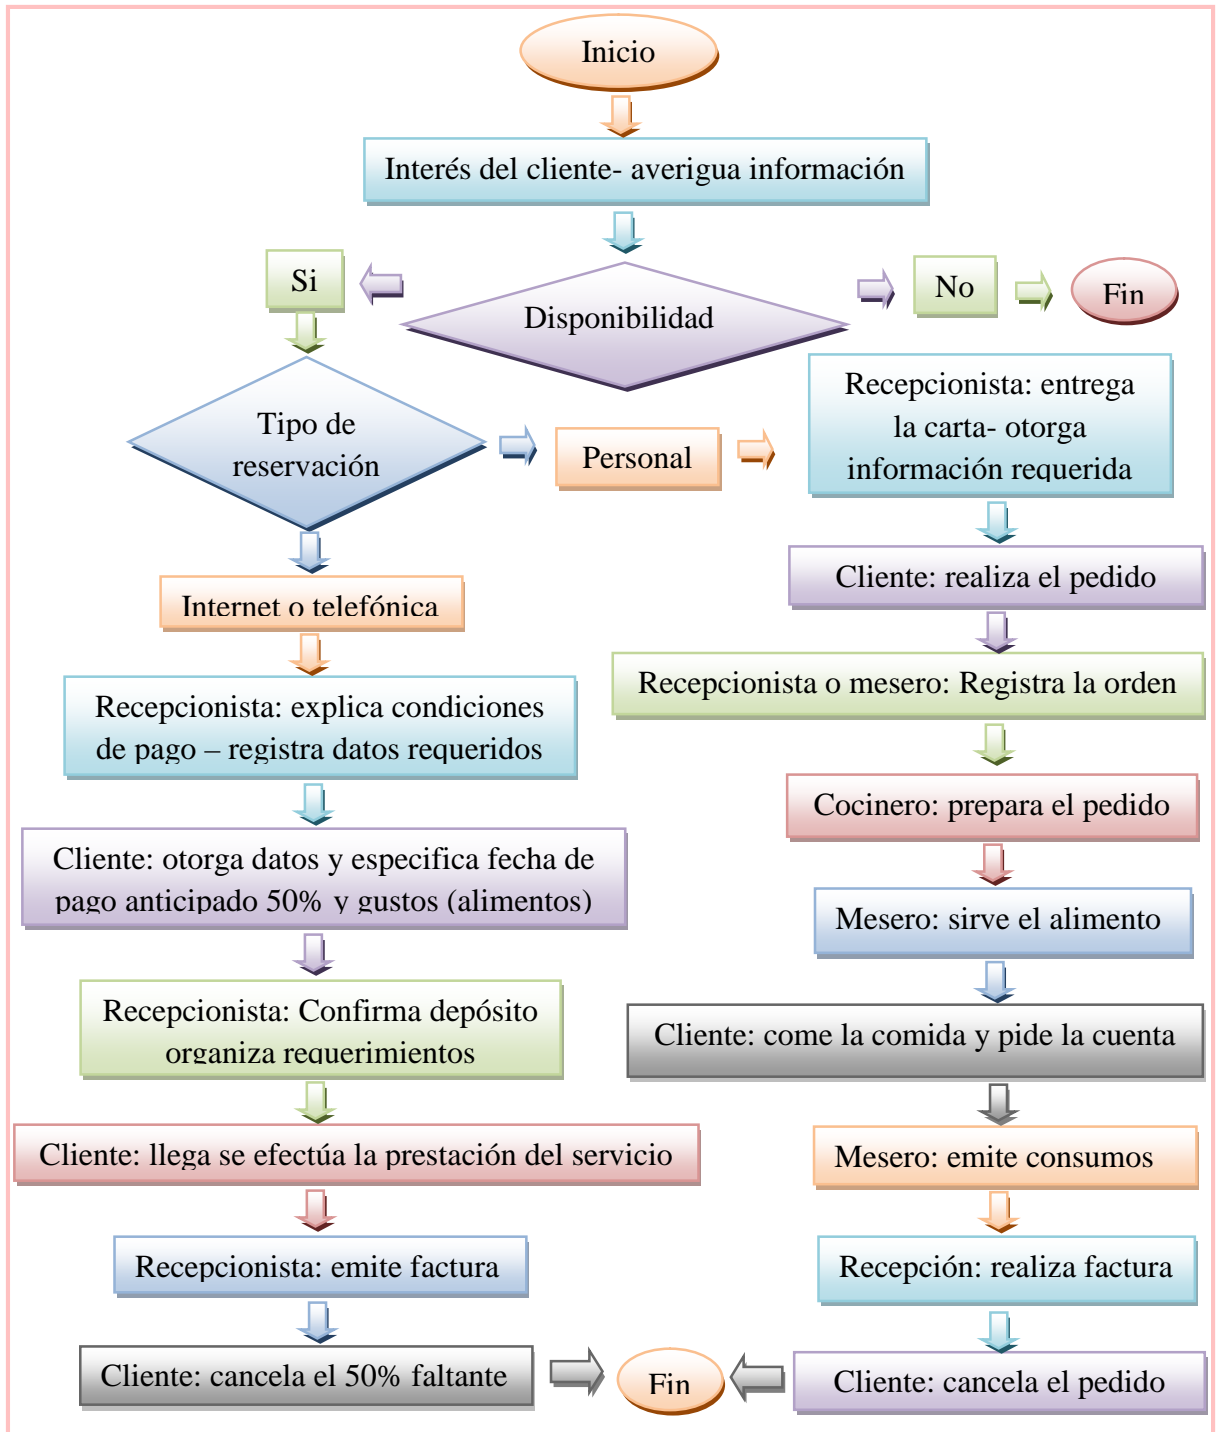 Inicio
Interés del cliente- averigua información
Si
Disponibilidad
No
Fin
Tipo de
reservación
Personal
Recepcionista: entrega
la carta- otorga
información requerida
Internet o telefónica
Recepcionista: explica condiciones
de pago – registra datos requeridos
Cliente: otorga datos y especifica fecha de
pago anticipado 50% y gustos (alimentos)
Recepcionista: Confirma depósito
organiza requerimientos
Cliente: llega se efectúa la prestación del servicio
Recepcionista: emite factura
Cliente: cancela el 50% faltante
Cliente: realiza el pedido
Recepcionista o mesero: Registra la orden
Cocinero: prepara el pedido
Mesero: sirve el alimento
Cliente: come la comida y pide la cuenta
Mesero: emite consumos
Recepción: realiza factura
Cliente: cancela el pedido
Fin